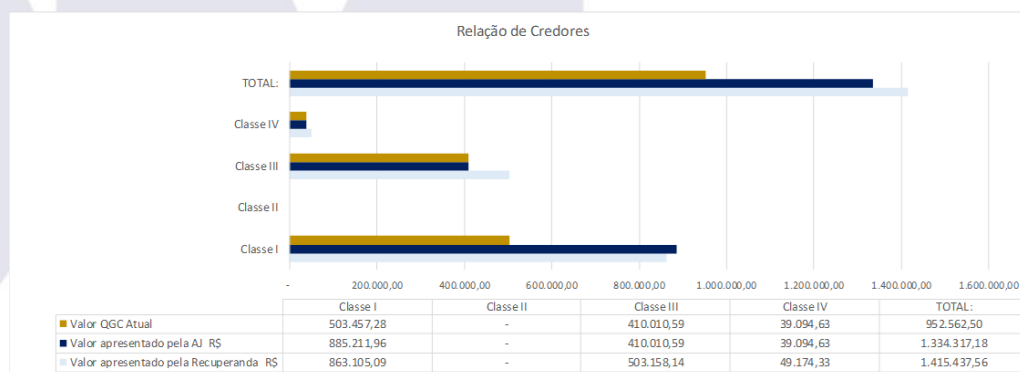 Relação de Credores
TOTAL:
Classe IV
Classe III
Classe II
Classe I
- 200.000,00 400.000,00 600.000,00 800.000,00 1.000.000,00 1.200.000,00 1.400.000,00 1.600.000,00
Classe I Classe II Classe III Classe IV TOTAL:
Valor QGC Atual 503.457,28 - 410.010,59 39.094,63 952.562,50
Valor apresentado pela AJ R$ 885.211,96 - 410.010,59 39.094,63 1.334.317,18
Valor apresentado pela Recuperanda R$ 863.105,09 - 503.158,14 49.174,33 1.415.437,56